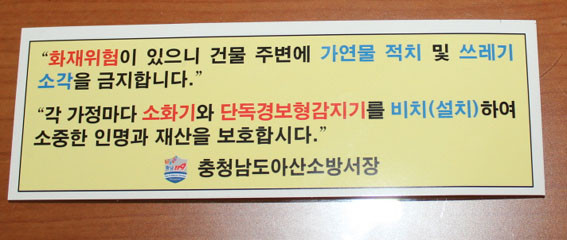 “화재위험이 있으니 건물 주변에 가연물 적치 및 쓰레기
소각을 금지합니다.”
“각 가정마다 소화기와 단독경보형감지기를 비치(설치)하여
소중한 인명과 재산을 보호합시다.”
충청남도아산소방서장